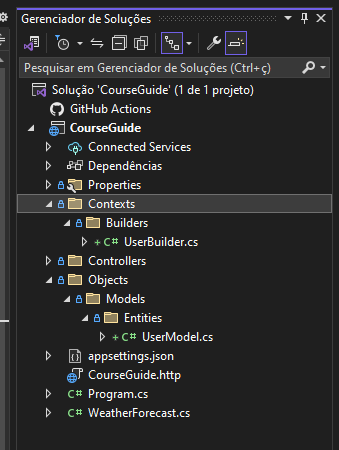 Gerenciador de Soluções
Pesquisar em Gerenciador de Soluções (Ctrl+ç)
Solução 'CourseGuide' (1 de 1 projeto)
GitHub Actions
CourseGuide
Connected Services
Dependências
Properties
Contexts
Builders
+ C# UserBuilder.cs
Controllers
Objects
Models
Entities
+ C# UserModel.cs
appsettings.json
CourseGuide.http
C# Program.cs
C# WeatherForecast.cs